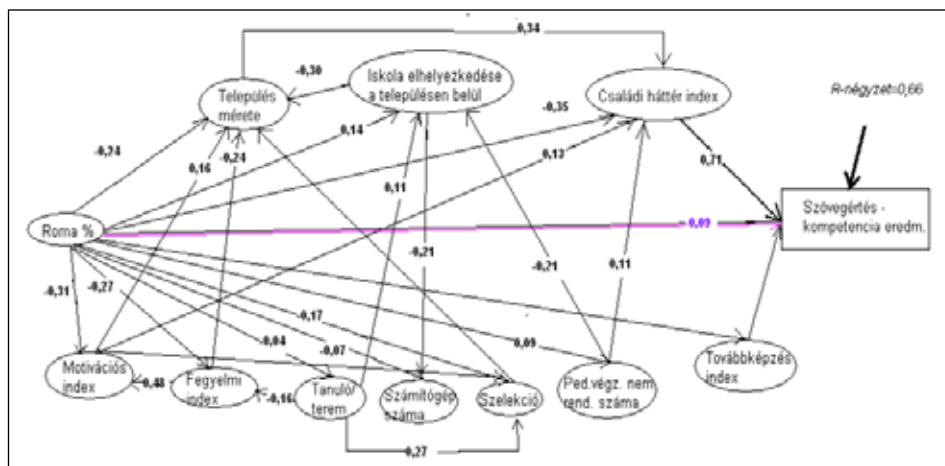 0,34
-0,30
Település
mérete
Iskola elhelyezkedése
a településen belül
Családi háttér index
R-négyzet=0,66
-0,35
-0,24
0,14
0,16
-0,24
0,13
0,71
0,11
Roma %
0,09
Szövegértés -
kompetencia eredm.
-0,21
-0,21
0,11
-0,31
-0,27
-0,17
-0,04
-0,07
0,09
Motivációs
index
0,48
Fegyelmi
index
-0,16
Tanuló/
terem
Számítógép
száma
Szelekció
Ped.végz. nem
rend. száma
Továbbképzés
index
0,27